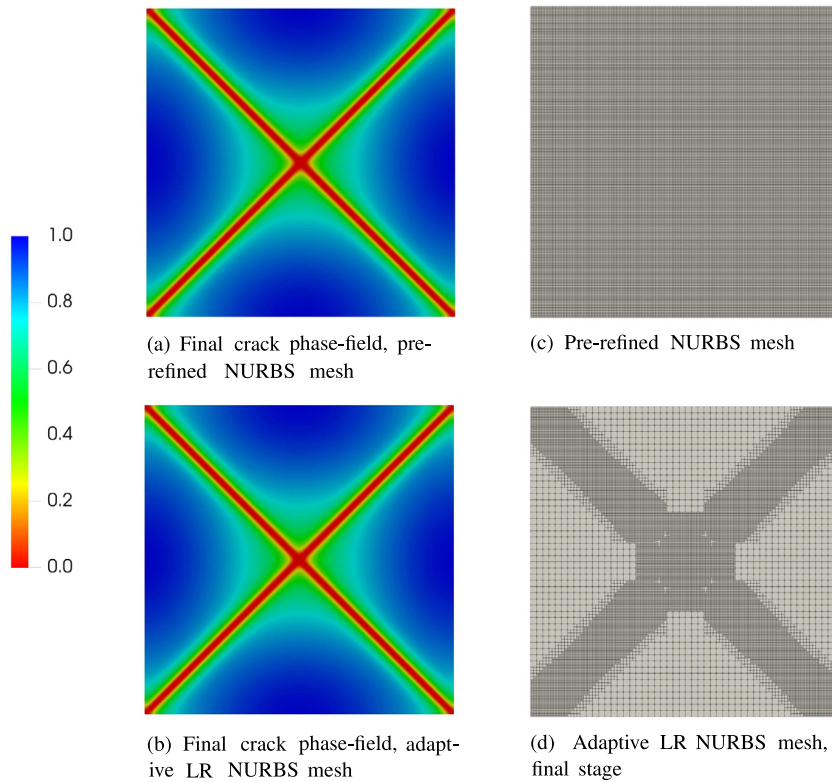 1.0
0.8
0.6
0.4
0.2
0.0
(a) Final crack phase-field, pre-
refined NURBS mesh
(c) Pre-refined NURBS mesh
(b) Final crack phase-field, adapt-
ive LR NURBS mesh
(d) Adaptive LR NURBS mesh,
final stage